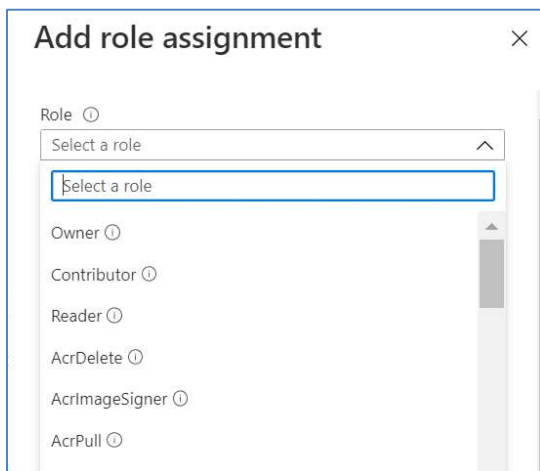 Add role assignment
Role
Select a role
Select a role
Owner
Contributor
Reader
AcrDelete
AcrImageSigner
AcrPull